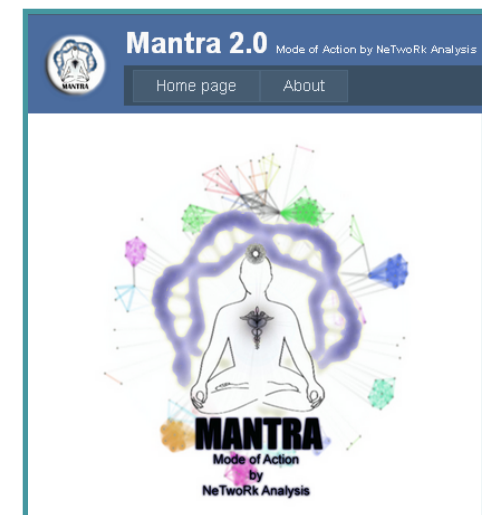 MANTRA
Mantra 2.0 Mode of Action by NeTwoRk Analysis
Home page About
MANTRA
Mode of Action
by
NeTwoRk Analysis